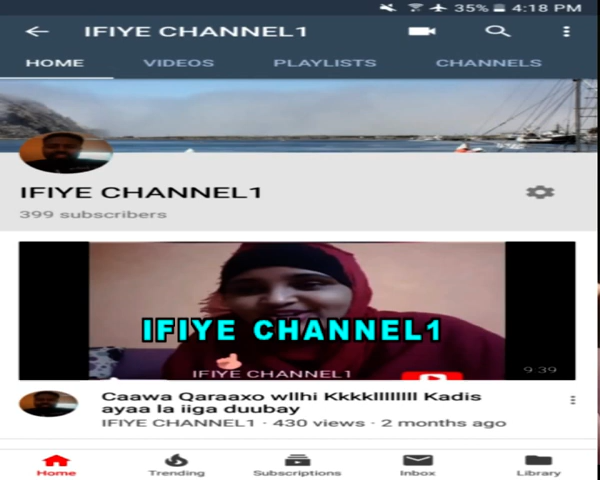 35% 4:18 PM
IFIYE CHANNEL1
HOME VIDEOS PLAYLISTS CHANNELS
IFIYE CHANNEL1
399 subscribers
IFIYE CHANNEL1
IFIYE CHANNEL1
9:39
Caawa Qaraaxo wllhi Kkkkllllllll Kadis
ayaa la iiga duubay
IFIYE CHANNEL1 · 430 views · 2 months ago
Home Trending Subscriptions Inbox Library